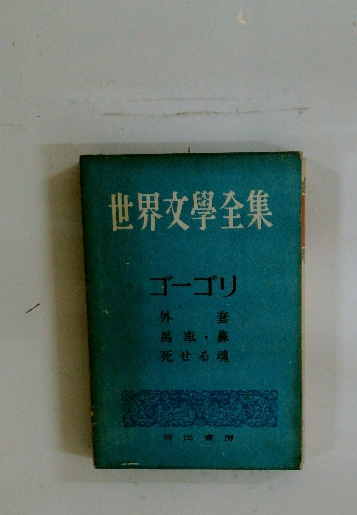 世界文學全集
ゴーゴリ
外套
馬車・鼻
死せる魂
河出書房